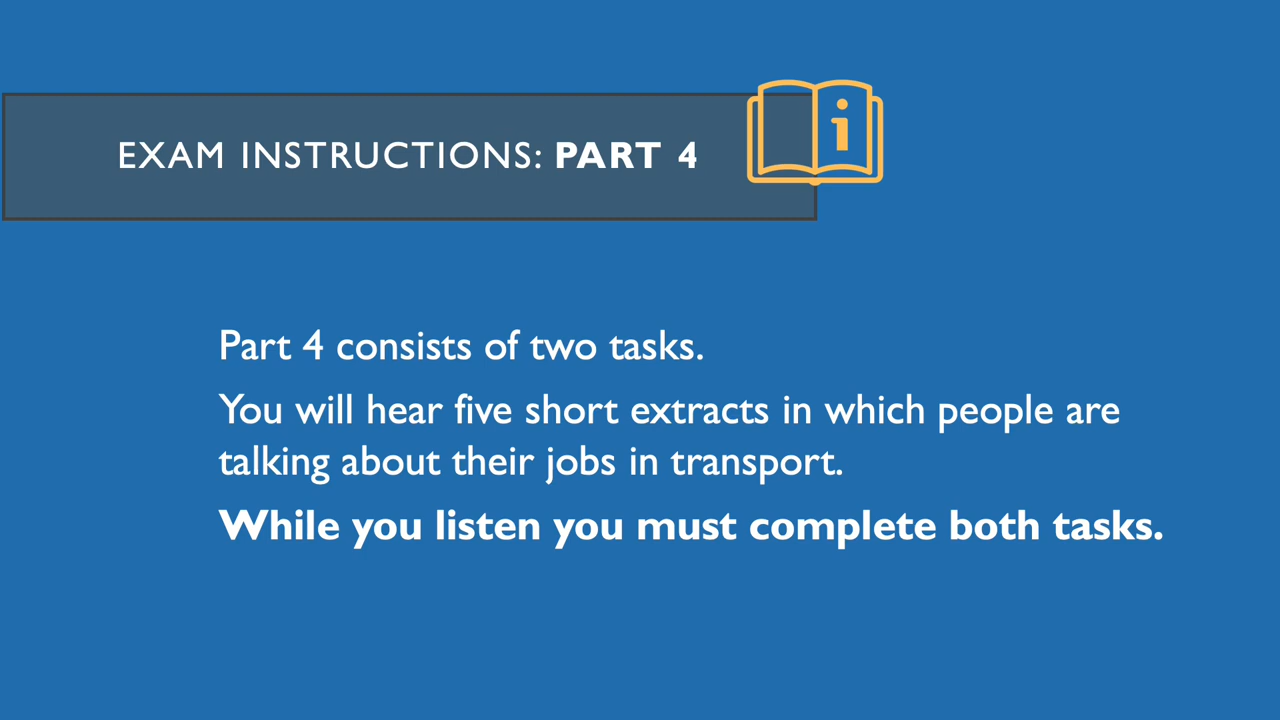 EXAM INSTRUCTIONS: PART 4
Part 4 consists of two tasks.
You will hear five short extracts in which people are
talking about their jobs in transport.
While you listen you must complete both tasks.